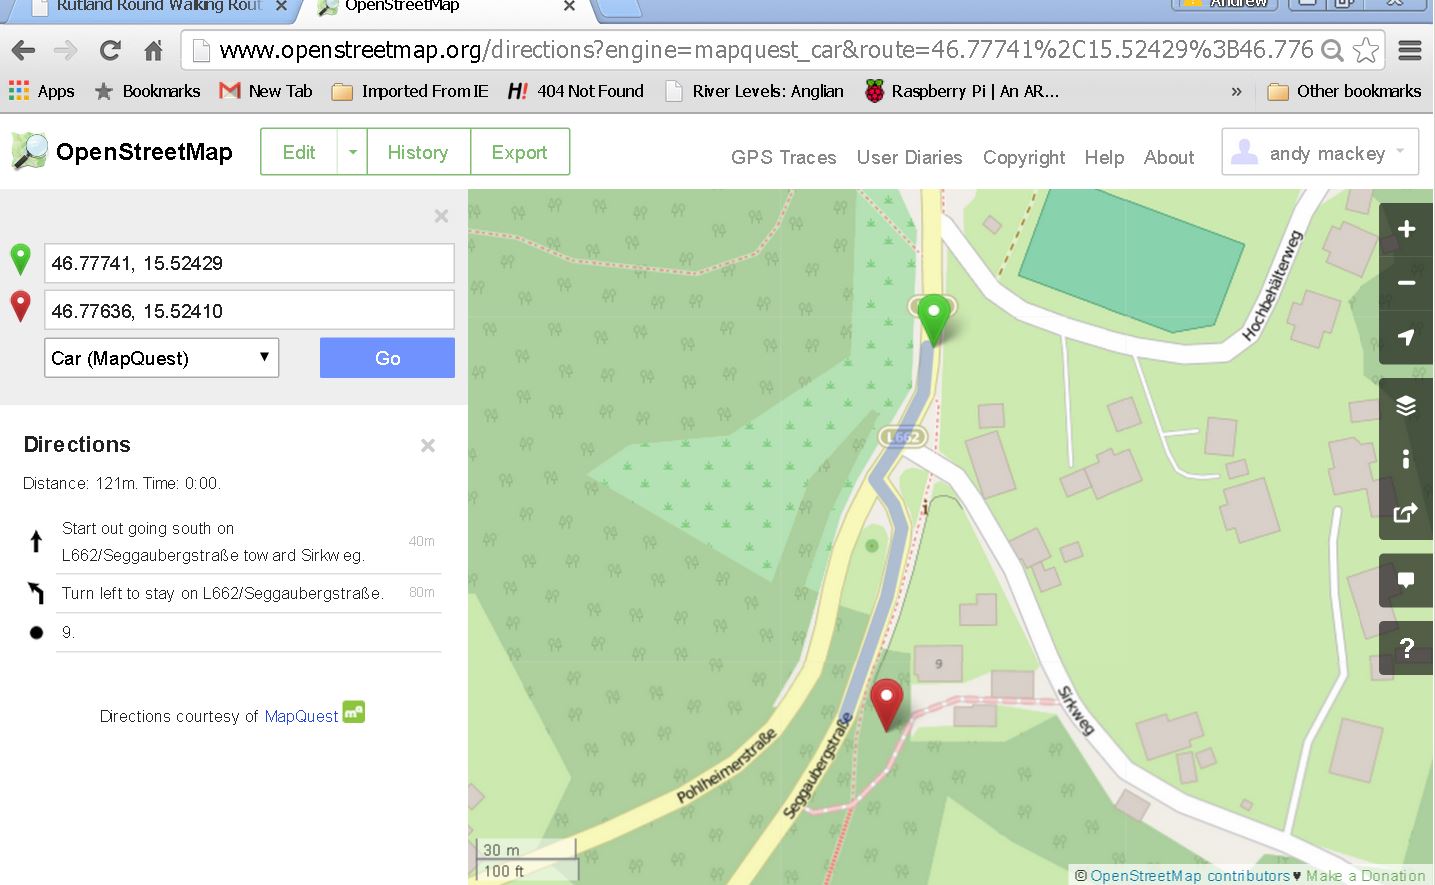 Rutland Round Walking Rout
OpenStreetMap
Andrew
www.openstreetmap.org/directions?engine=mapquest_car&route=46.77741%2C15.52429%3B46.776
Apps Bookmarks New Tab Imported From IE H! 404 Not Found River Levels: Anglian Raspberry Pi | An AR... » Other bookmarks
OpenStreetMap Edit History Export GPS Traces User Diaries Copyright Help About andy mackey
46.77741, 15.52429
46.77636, 15.52410
Car (MapQuest) Go
Directions
Distance: 121m. Time: 0:00.
Start out going south on
L662/Seggaubergstraße tow ard Sirkw eg.
40m
Turn left to stay on L662/Seggaubergstraße.
80m
9.
Directions courtesy of MapQuest mq
Hochbehälterweg
L662
i
9
Sirkweg
Pohlheimerstraße
Seggaubergstraße
+
−
i
?
30 m
100 ft
© OpenStreetMap contributors ♥ Make a Donation